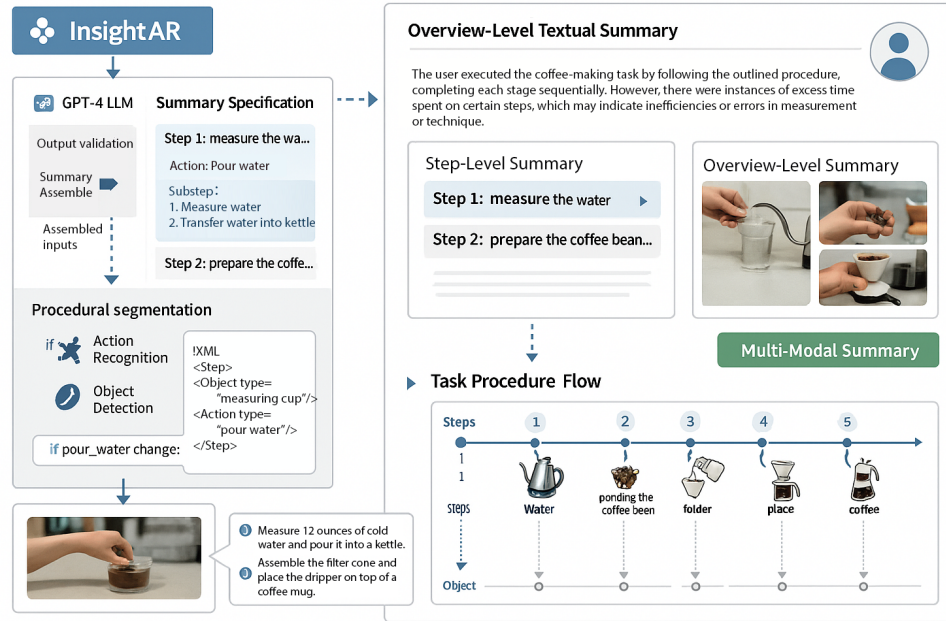 InsightAR
GPT-4 LLM
Output validation
Summary
Assemble
Assembled
inputs
Summary Specification
Step 1: measure the wa...
Action: Pour water
Substep:
1. Measure water
2. Transfer water into kettle
Step 2: prepare the coffe...
Procedural segmentation
if
Action
Recognition
Object
Detection
if pour_water change:
!XML
<Step>
<Object type=
"measuring cup"/>
<Action type=
"pour water"/>
</Step>
Measure 12 ounces of cold
water and pour it into a kettle.
Assemble the filter cone and
place the dripper on top of a
coffee mug.
Overview-Level Textual Summary
The user executed the coffee-making task by following the outlined procedure,
completing each stage sequentially. However, there were instances of excess time
spent on certain steps, which may indicate inefficiencies or errors in measurement
or technique.
Step-Level Summary
Step 1: measure the water
Step 2: prepare the coffee bean...
Overview-Level Summary
Multi-Modal Summary
Task Procedure Flow
Steps
1
2
3
4
5
1
1
steps
Water
ponding the
coffee been
folder
place
coffee
Object